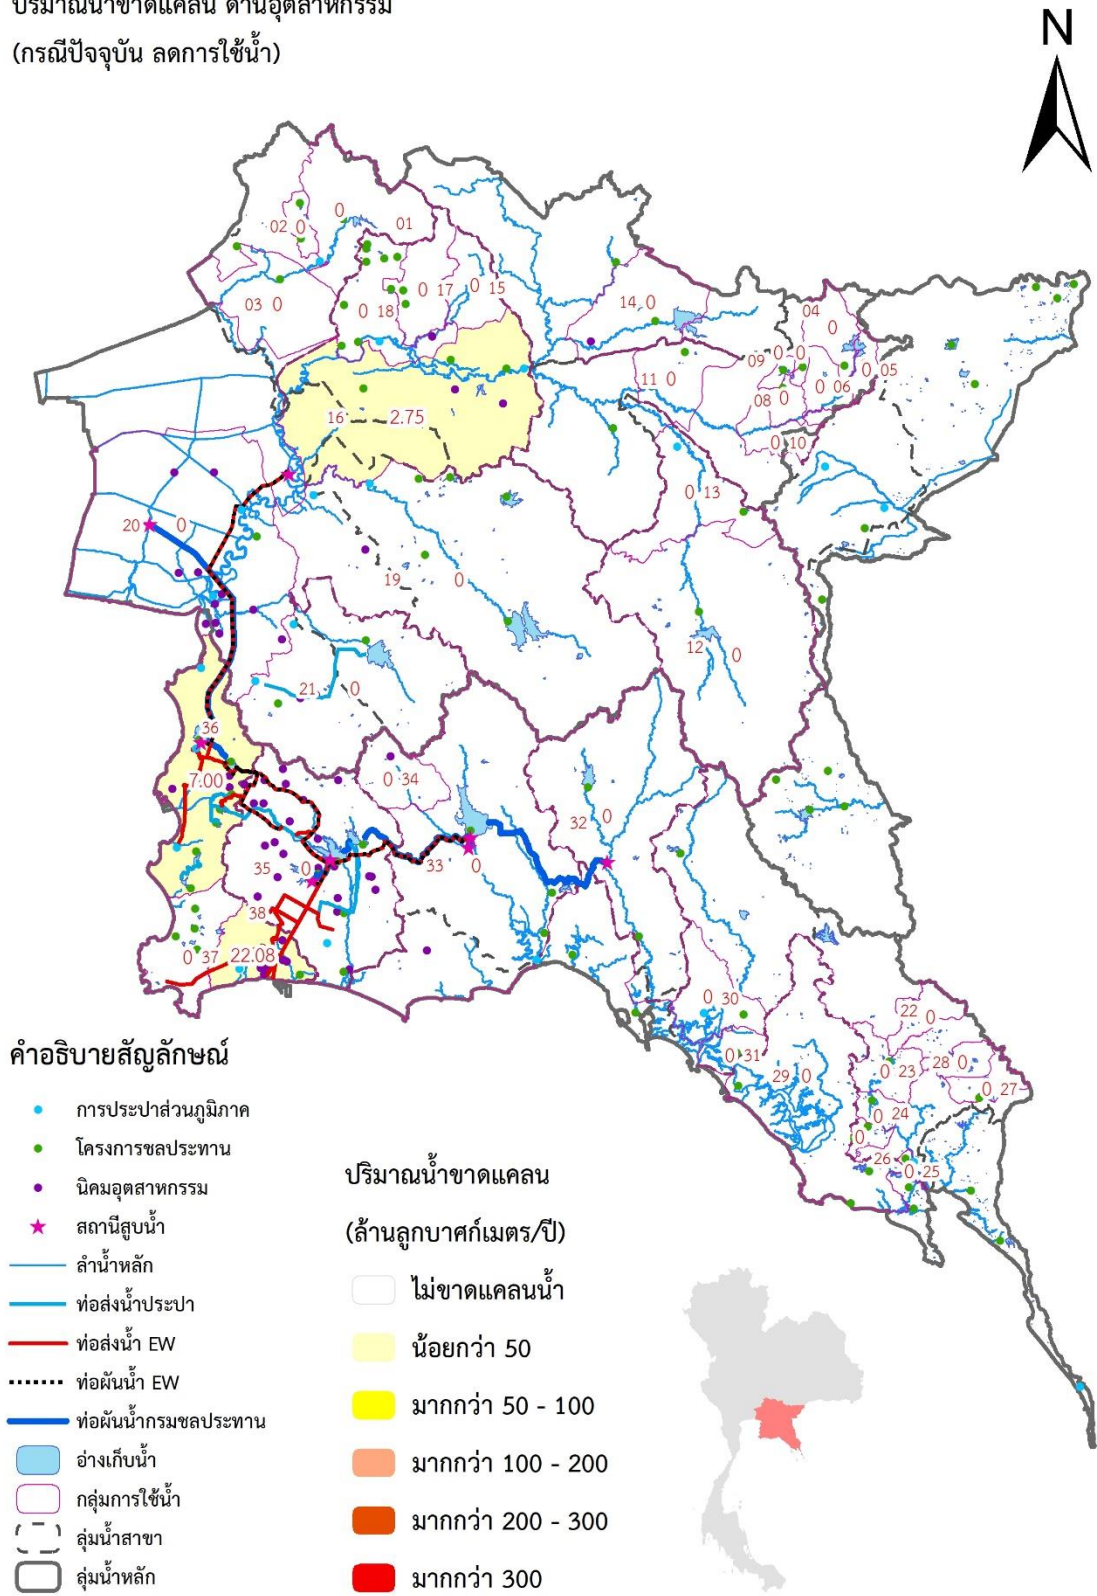 ปริมาณน้ำขาดแคลน ด้านอุตสาหกรรม
(กรณีปัจจุบัน ลดการใช้น้ำ)
N
0
02 0
01
03 0
0 17
0 15
0 18
14 0
04
0
09 0 0
0 05
0 06
08 0
11 0
0 10
16
2.75
0 13
20 0
19
0
12 0
21 0
36
7.00
0 34
32 0
35 0
33 0
38
0 37
22.08
0 30
22 0
0 31
29 0
0 23
28 0
0 27
0 24
0
26
0 25
คำอธิบายสัญลักษณ์
การประปาส่วนภูมิภาค
โครงการชลประทาน
นิคมอุตสาหกรรม
สถานีสูบน้ำ
ลำน้ำหลัก
ท่อส่งน้ำประปา
ท่อส่งน้ำ EW
ท่อผันน้ำ EW
ท่อผันน้ำกรมชลประทาน
อ่างเก็บน้ำ
กลุ่มการใช้น้ำ
ลุ่มน้ำสาขา
ลุ่มน้ำหลัก
ปริมาณน้ำขาดแคลน
(ล้านลูกบาศก์เมตร/ปี)
ไม่ขาดแคลนน้ำ
น้อยกว่า 50
มากกว่า 50 - 100
มากกว่า 100 - 200
มากกว่า 200 - 300
มากกว่า 300